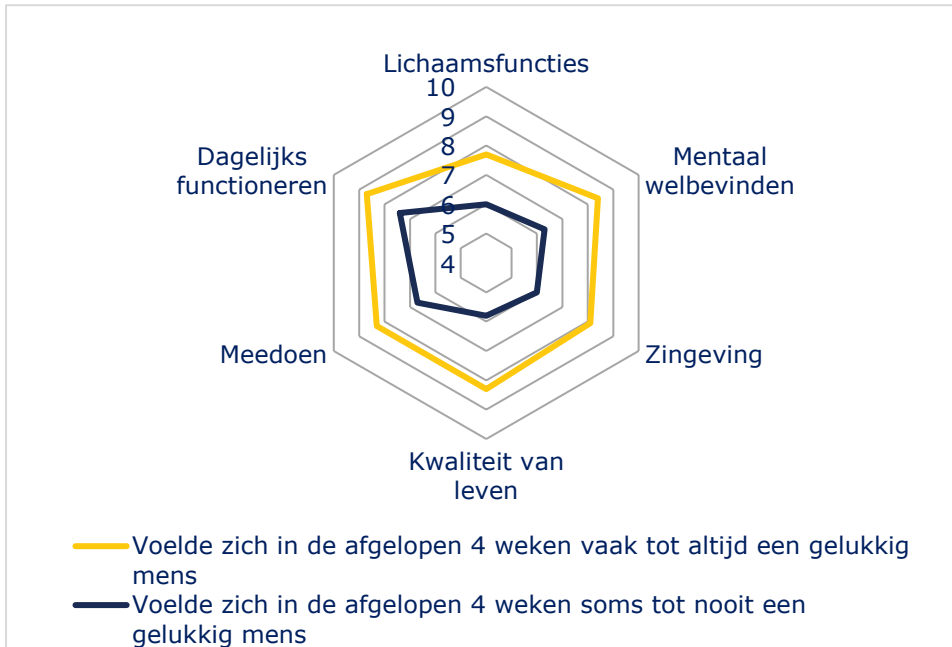 Lichaamsfuncties
10
9
8
7
6
5
4
Mentaal
welbevinden
Zingeving
Kwaliteit van
leven
Meedoen
Dagelijks
functioneren
Voelde zich in de afgelopen 4 weken vaak tot altijd een gelukkig
mens
Voelde zich in de afgelopen 4 weken soms tot nooit een
gelukkig mens